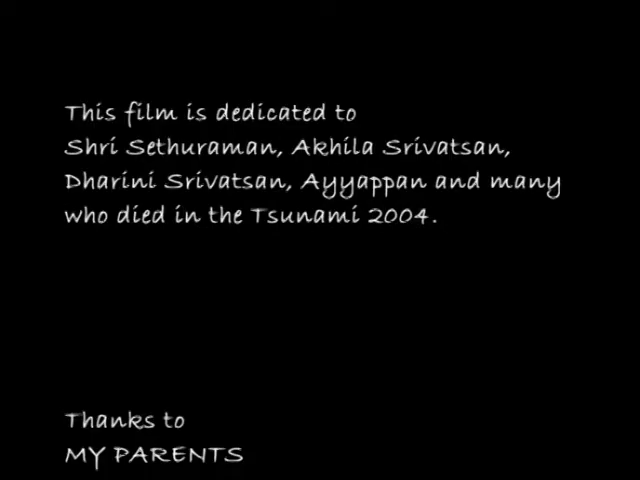 This film is dedicated to
Shri Sethuraman, Akhila Srivatsan,
Dharini Srivatsan, Ayyappan and many
who died in the Tsunami 2004.
Thanks to
MY PARENTS